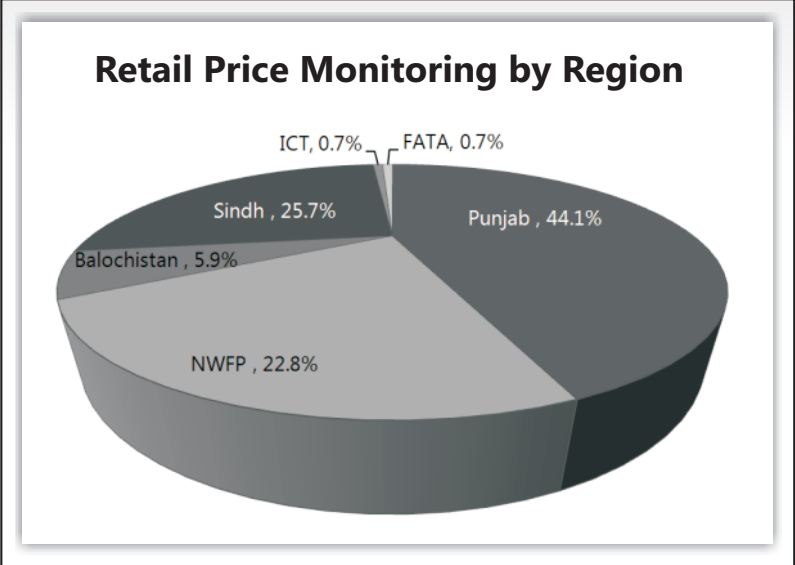 Retail Price Monitoring by Region
ICT, 0.7%
FATA, 0.7%
Sindh , 25.7%
Punjab , 44.1%
Balochistan , 5.9%
NWFP , 22.8%